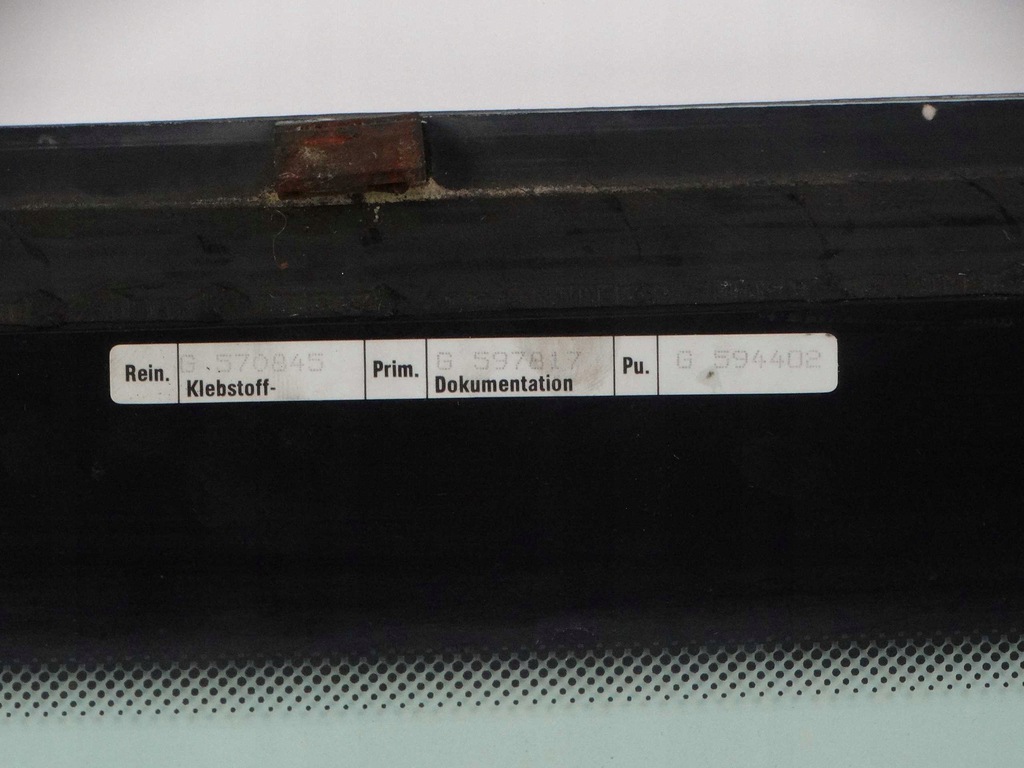 Rein. G 570845 Prim. G 597817 Pu. G 594402
Klebstoff- Dokumentation